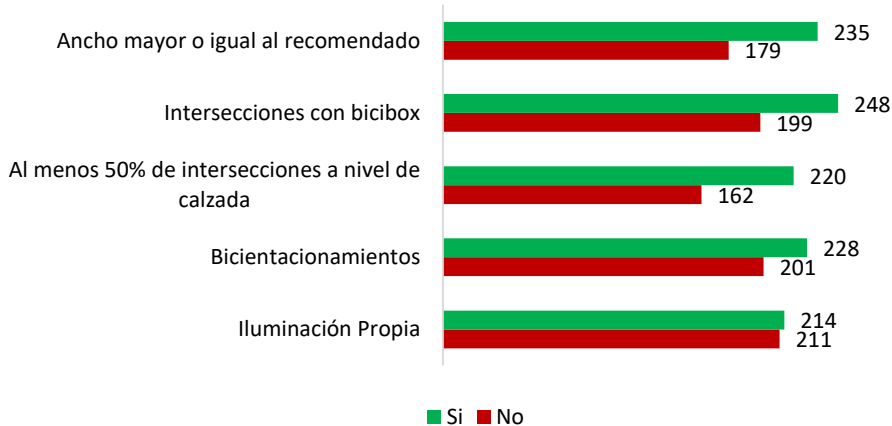 Ancho mayor o igual al recomendado
235
179
Intersecciones con bicibox
248
199
Al menos 50% de intersecciones a nivel de
calzada
220
162
Bicientacionamientos
228
201
Iluminación Propia
214
211
Si
No